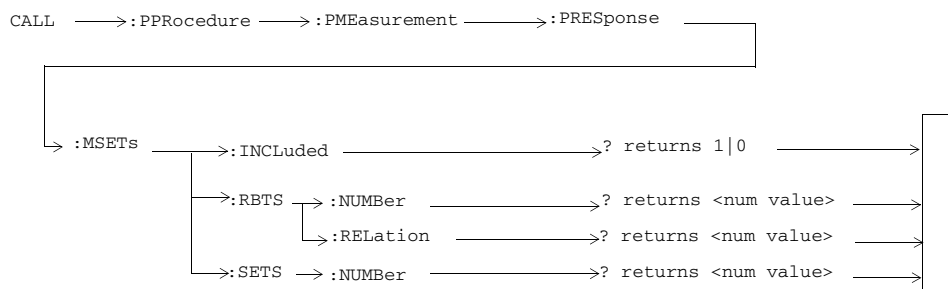 CALL :PPRocedure :PMEasurement :PRESponse
:MSETs :INCLuded ? returns 1|0
:RBTS :NUMBer ? returns <num value>
:RELation ? returns <num value>
:SETS :NUMBer ? returns <num value>